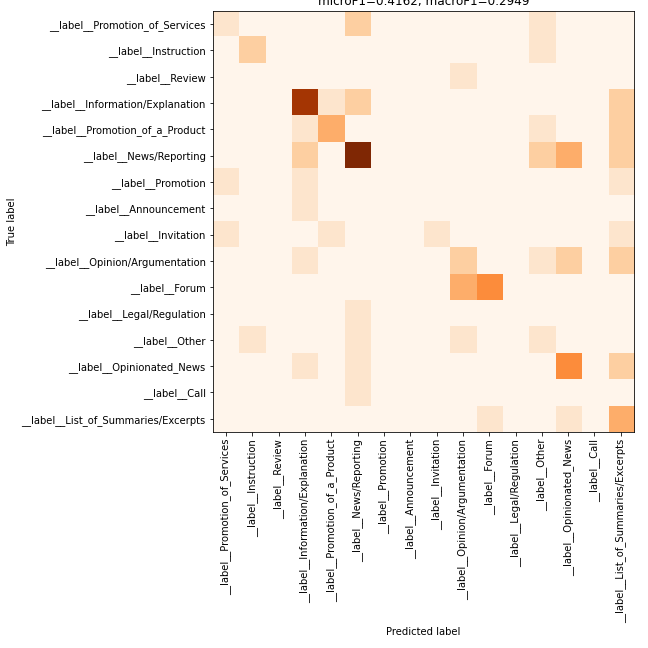 microF1=0.4162, macroF1=0.2949
__label__Promotion_of_Services
__label__Instruction
__label__Review
__label__Information/Explanation
__label__Promotion_of_a_Product
__label__News/Reporting
__label__Promotion
__label__Announcement
__label__Invitation
__label__Opinion/Argumentation
__label__Forum
__label__Legal/Regulation
__label__Other
__label__Opinionated_News
__label__Call
__label__List_of_Summaries/Excerpts
True label
__label__Promotion_of_Services
__label__Instruction
__label__Review
__label__Information/Explanation
__label__Promotion_of_a_Product
__label__News/Reporting
__label__Promotion
__label__Announcement
__label__Invitation
__label__Opinion/Argumentation
__label__Forum
__label__Legal/Regulation
__label__Other
__label__Opinionated_News
__label__Call
__label__List_of_Summaries/Excerpts
Predicted label